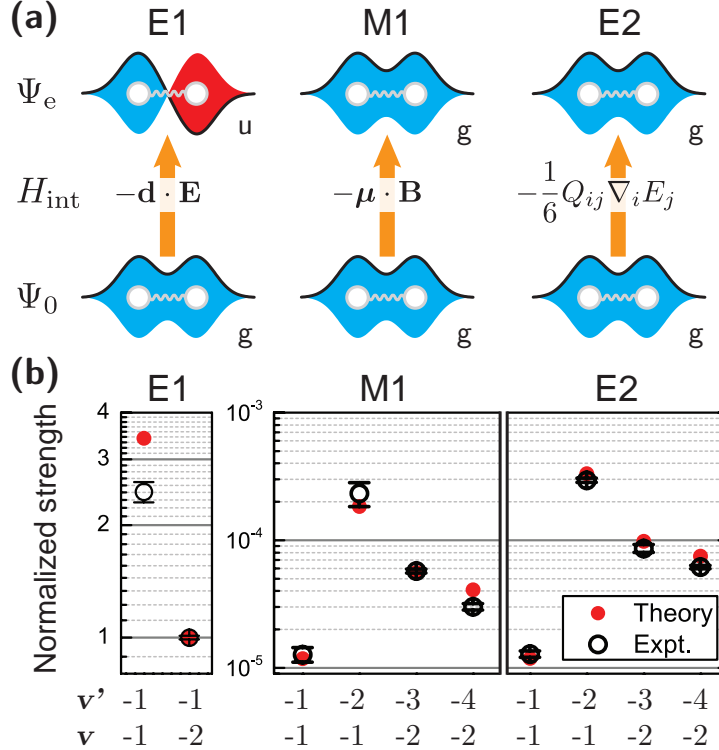 (a)
E1 M1 E2
Ψe
u g g
Hint −d · E −μ · B −1/6 Qij∇iEj
Ψ0
g g g
(b)
E1 M1 E2
Normalized strength
4
3
2
1
10⁻³
10⁻⁴
10⁻⁵
Theory
Expt.
v' -1 -1 -1 -2 -3 -4 -1 -2 -3 -4
v -1 -2 -1 -1 -2 -2 -1 -1 -2 -2